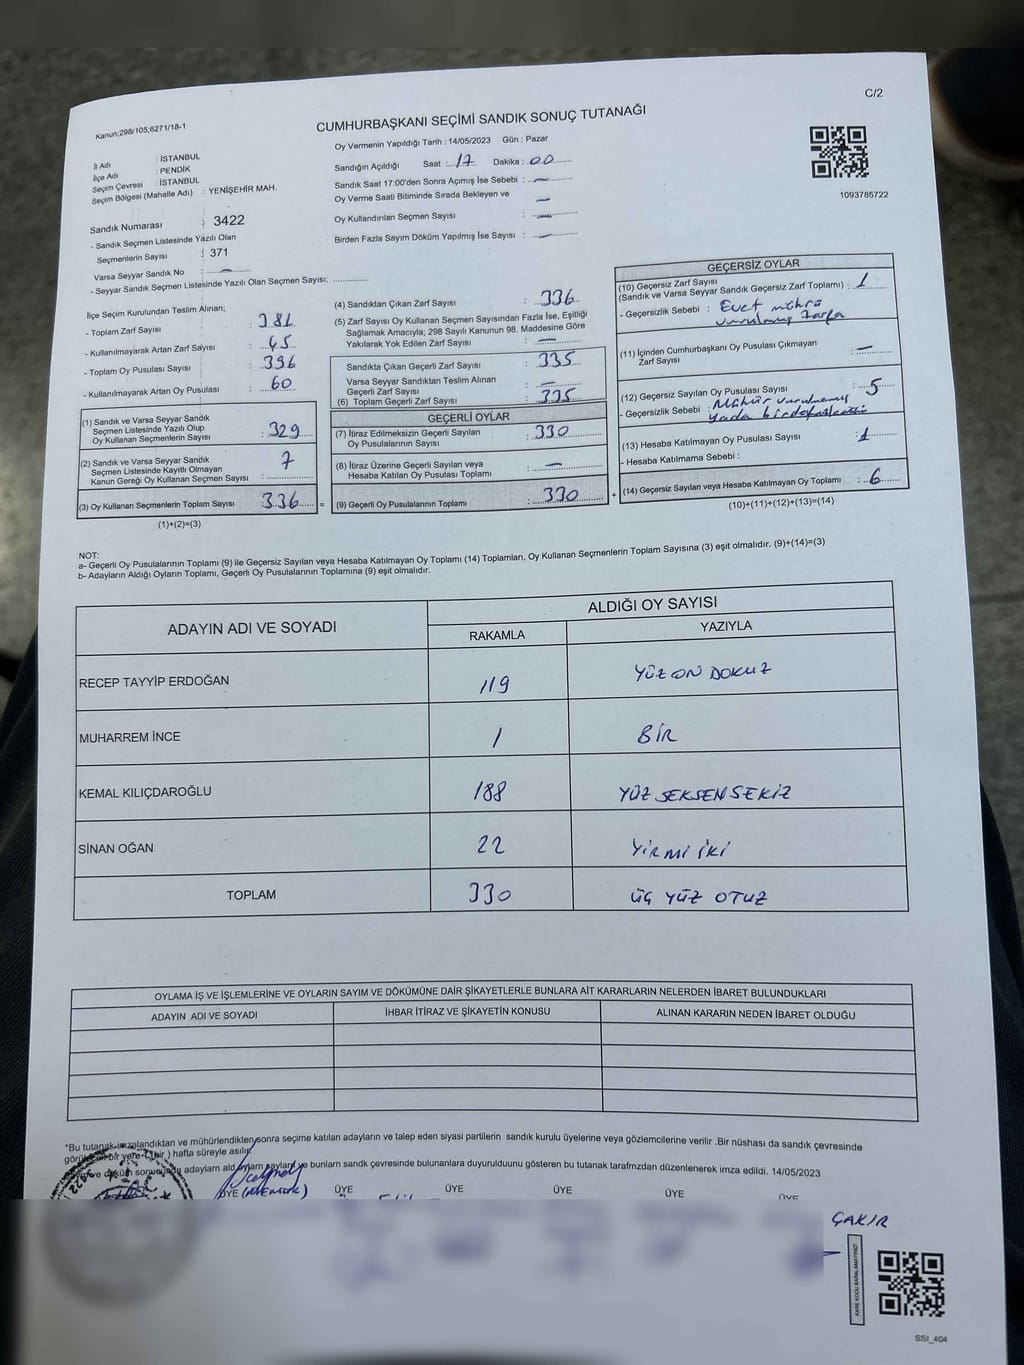 C/2
Kanun;298/105;6271/18-1
CUMHURBAŞKANI SEÇİMİ SANDIK SONUÇ TUTANAĞI
İl Adı : İSTANBUL
İlçe Adı : PENDİK
Seçim Çevresi : İSTANBUL
Seçim Bölgesi (Mahalle Adı) : YENİŞEHİR MAH.
Sandık Numarası : 3422
- Sandık Seçmen Listesinde Yazılı Olan
Seçmenlerin Sayısı : 371
Varsa Seyyar Sandık No : —
- Seyyar Sandık Listesinde Yazılı Olan Seçmen Sayısı: ............
Oy Vermenin Yapıldığı Tarih : 14/05/2023 Gün : Pazar
Sandığın Açıldığı Saat : 17 Dakika : 00
Sandık Saat 17:00'den Sonra Açımış İse Sebebi : —
Oy Verme Saati Bitiminde Sırada Bekleyen ve —
Oy Kullandırılan Seçmen Sayısı : —
Birden Fazla Sayım Döküm Yapılmış İse Sayısı : —
1093785722
İlçe Seçim Kurulundan Teslim Alınan;
- Toplam Zarf Sayısı : 381
- Kullanılmayarak Artan Zarf Sayısı : 45
- Toplam Oy Pusulası Sayısı : 396
- Kullanılmayarak Artan Oy Pusulası : 60
(1) Sandık ve Varsa Seyyar Sandık
Seçmen Listesinde Yazılı Olup
Oy Kullanan Seçmenlerin Sayısı : 329
(2) Sandık ve Varsa Seyyar Sandık
Seçmen Listesinde Kayıtlı Olmayan
Kanun Gereği Oy Kullanan Seçmen Sayısı : 7
(3) Oy Kullanan Seçmenlerin Toplam Sayısı : 336 =
(1)+(2)=(3)
(4) Sandıktan Çıkan Zarf Sayısı : 336
(5) Zarf Sayısı Oy Kullanan Seçmen Sayısından Fazla İse, Eşitliği
Sağlamak Amacıyla; 298 Sayılı Kanunun 98. Maddesine Göre
Yakılarak Yok Edilen Zarf Sayısı : —
Sandıkta Çıkan Geçerli Zarf Sayısı : 335
Varsa Seyyar Sandıktan Teslim Alınan
Geçerli Zarf Sayısı : —
(6) Toplam Geçerli Zarf Sayısı : 335
GEÇERLİ OYLAR
(7) İtiraz Edilmeksizin Geçerli Sayılan
Oy Pusulalarının Sayısı : 330
(8) İtiraz Üzerine Geçerli Sayılan veya
Hesaba Katılan Oy Pusulası Toplamı : —
(9) Geçerli Oy Pusulalarının Toplamı : 330 +
GEÇERSİZ OYLAR
(10) Geçersiz Zarf Sayısı
(Sandık ve Varsa Seyyar Sandık Geçersiz Zarf Toplamı) : 1
- Geçersizlik Sebebi : Evet mührü
vurulmuş zarfa
(11) İçinden Cumhurbaşkanı Oy Pusulası Çıkmayan
Zarf Sayısı : —
(12) Geçersiz Sayılan Oy Pusulası Sayısı : 5
- Geçersizlik Sebebi : Mühür vurulmamış
yada
(13) Hesaba Katılmayan Oy Pusulası Sayısı : 1
- Hesaba Katılmama Sebebi :
(14) Geçersiz Sayılan veya Hesaba Katılmayan Oy Toplamı : 6
(10)+(11)+(12)+(13)=(14)
NOT:
a- Geçerli Oy Pusulalarının Toplamı (9) ile Geçersiz Sayılan veya Hesaba Katılmayan Oy Toplamı (14) Toplamları, Oy Kullanan Seçmenlerin Toplam Sayısına (3) eşit olmalıdır. (9)+(14)=(3)
b- Adayların Aldığı Oyların Toplamı, Geçerli Oy Pusulalarının Toplamına (9) eşit olmalıdır.
ADAYIN ADI VE SOYADI ALDIĞI OY SAYISI
RAKAMLA YAZIYLA
RECEP TAYYİP ERDOĞAN 119 YÜZ ON DOKUZ
MUHARREM İNCE 1 BİR
KEMAL KILIÇDAROĞLU 188 YÜZ SEKSEN SEKİZ
SİNAN OĞAN 22 YİRMİ İKİ
TOPLAM 330 ÜÇ YÜZ OTUZ
OYLAMA İŞ VE İŞLEMLERİNE VE OYLARIN SAYIM VE DÖKÜMÜNE DAİR ŞİKAYETLERLE BUNLARA AİT KARARLARIN NELERDEN İBARET BULUNDUKLARI
ADAYIN ADI VE SOYADI İHBAR İTİRAZ VE ŞİKAYETİN KONUSU ALINAN KARARIN NEDEN İBARET OLDUĞU
*Bu tutanak imzalandıktan ve mühürlendikten sonra seçime katılan adayların ve talep eden siyasi partilerin sandık kurulu üyelerine veya gözlemcilerine verilir .Bir nüshası da sandık çevresinde
bir yere ( bir ) hafta süreyle asılır.
ve bunların sandık çevresinde bulunanlara duyurulduunu gösteren bu tutanak tarafımzdan düzenlenerek imza edildi. 14/05/2023
ÜYE ÜYE ÜYE ÜYE ÜYE ÜYE
ÇAKIR
KARE KODU KARALAMAYINIZ!
SSI_404